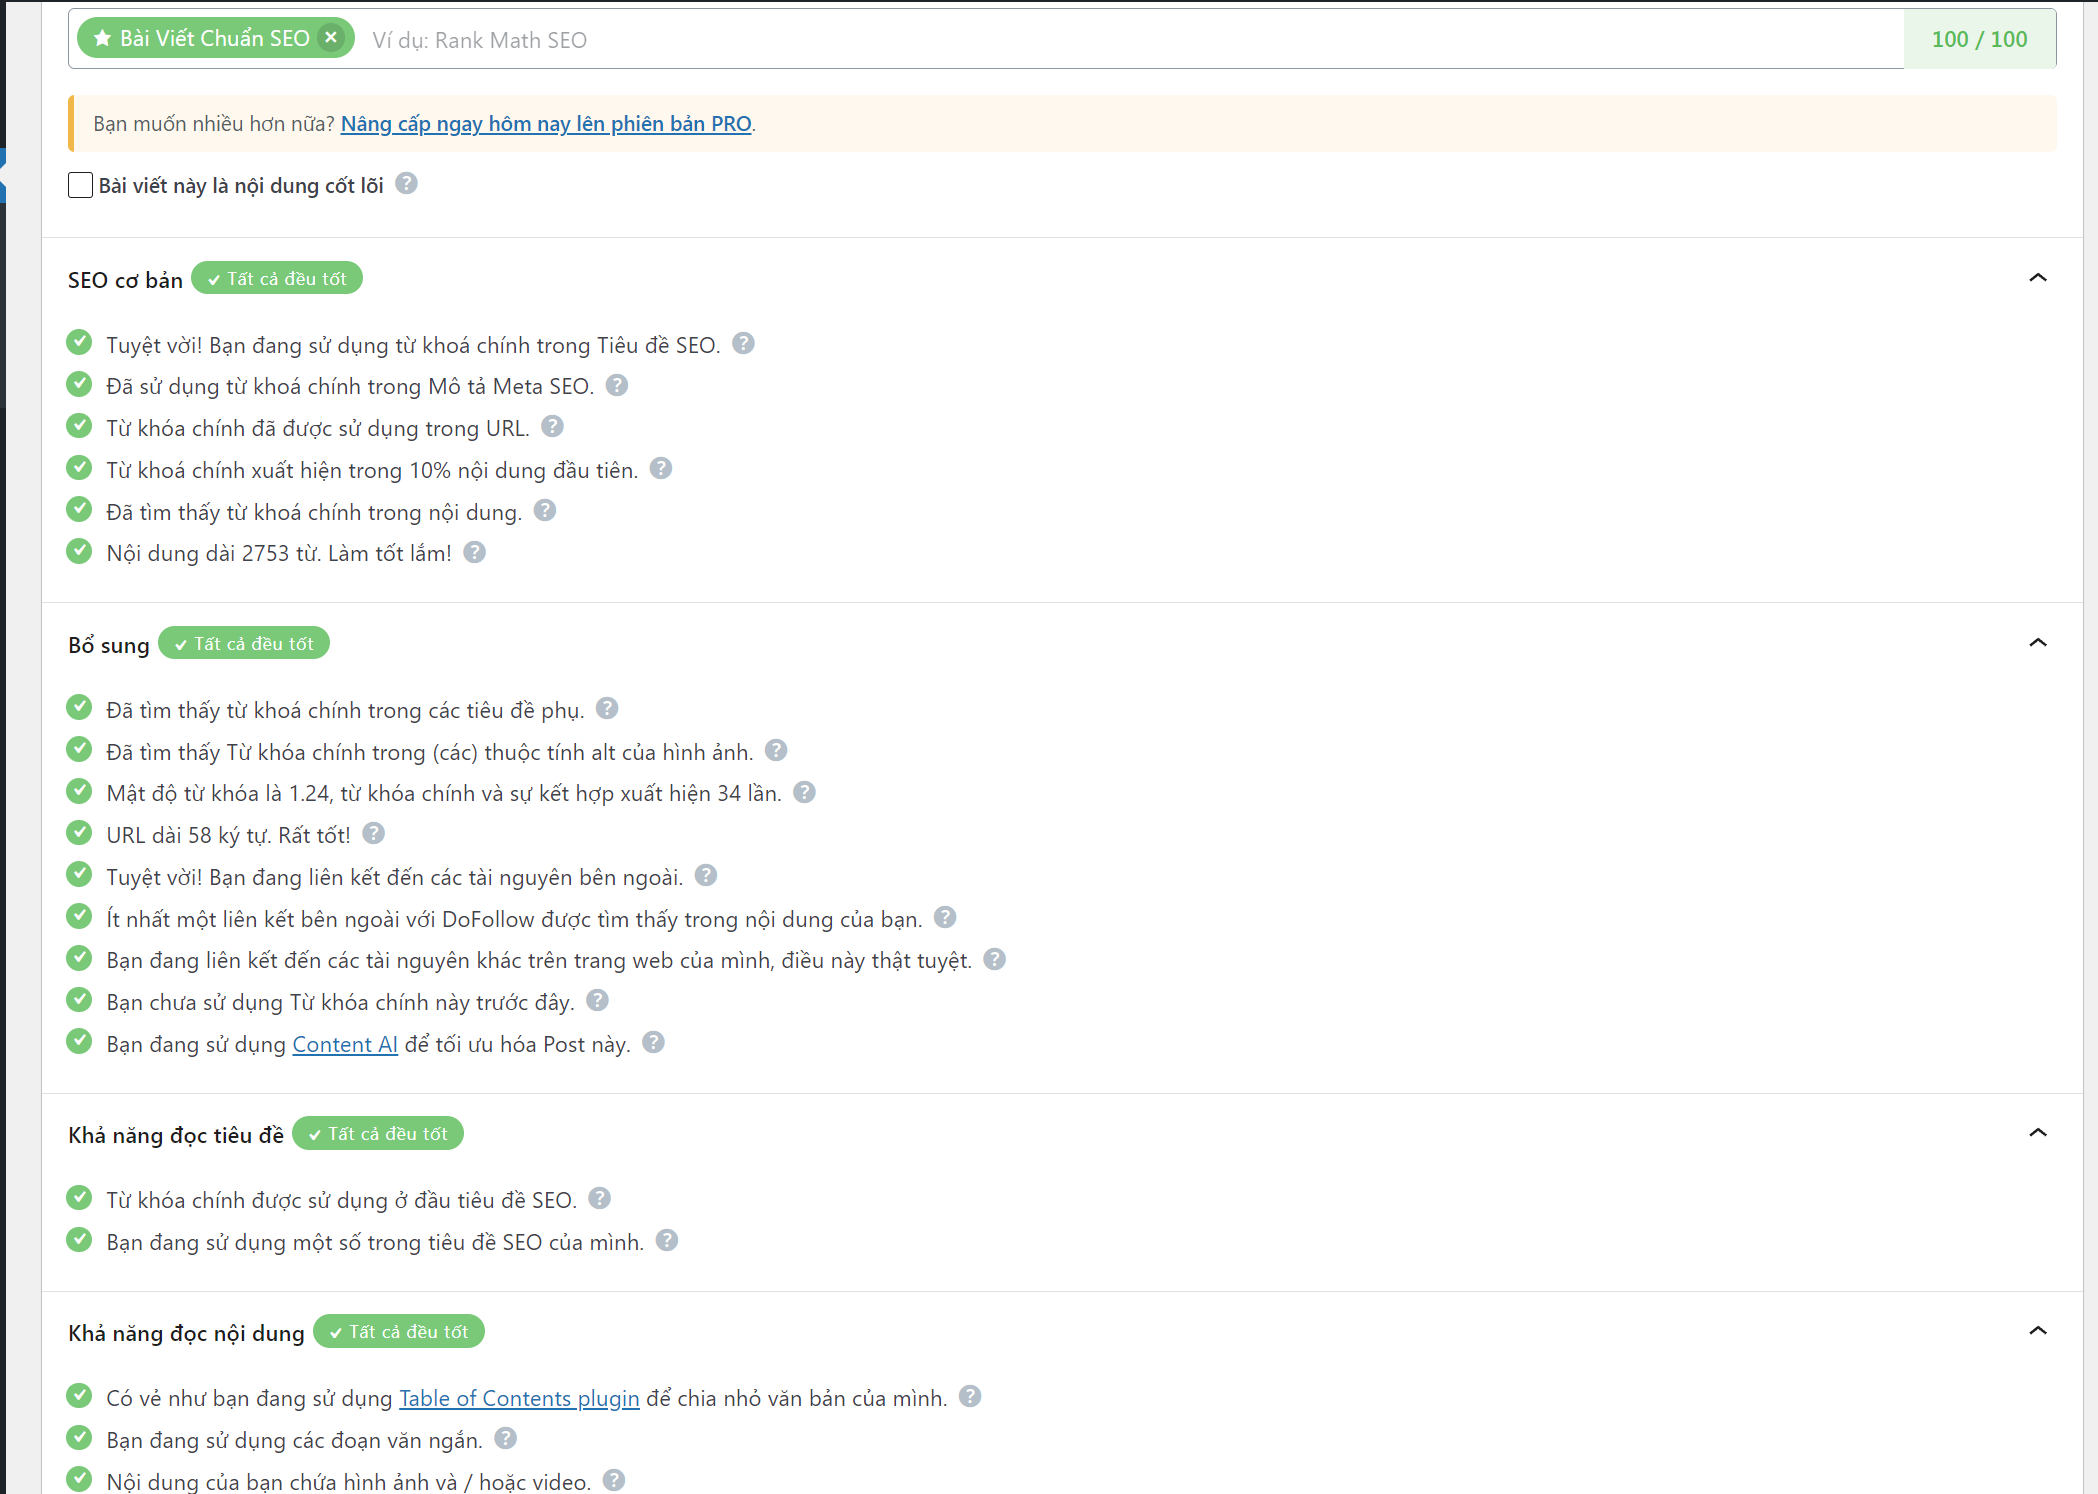 Bài Viết Chuẩn SEO Ví dụ: Rank Math SEO 100 / 100
Bạn muốn nhiều hơn nữa? Nâng cấp ngay hôm nay lên phiên bản PRO.
Bài viết này là nội dung cốt lõi
SEO cơ bản Tất cả đều tốt
Tuyệt vời! Bạn đang sử dụng từ khoá chính trong Tiêu đề SEO.
Đã sử dụng từ khoá chính trong Mô tả Meta SEO.
Từ khóa chính đã được sử dụng trong URL.
Từ khoá chính xuất hiện trong 10% nội dung đầu tiên.
Đã tìm thấy từ khoá chính trong nội dung.
Nội dung dài 2753 từ. Làm tốt lắm!
Bổ sung Tất cả đều tốt
Đã tìm thấy từ khoá chính trong các tiêu đề phụ.
Đã tìm thấy Từ khóa chính trong (các) thuộc tính alt của hình ảnh.
Mật độ từ khóa là 1.24, từ khóa chính và sự kết hợp xuất hiện 34 lần.
URL dài 58 ký tự. Rất tốt!
Tuyệt vời! Bạn đang liên kết đến các tài nguyên bên ngoài.
Ít nhất một liên kết bên ngoài với DoFollow được tìm thấy trong nội dung của bạn.
Bạn đang liên kết đến các tài nguyên khác trên trang web của mình, điều này thật tuyệt.
Bạn chưa sử dụng Từ khóa chính này trước đây.
Bạn đang sử dụng Content AI để tối ưu hóa Post này.
Khả năng đọc tiêu đề Tất cả đều tốt
Từ khóa chính được sử dụng ở đầu tiêu đề SEO.
Bạn đang sử dụng một số trong tiêu đề SEO của mình.
Khả năng đọc nội dung Tất cả đều tốt
Có vẻ như bạn đang sử dụng Table of Contents plugin để chia nhỏ văn bản của mình.
Bạn đang sử dụng các đoạn văn ngắn.
Nội dung của bạn chứa hình ảnh và / hoặc video.